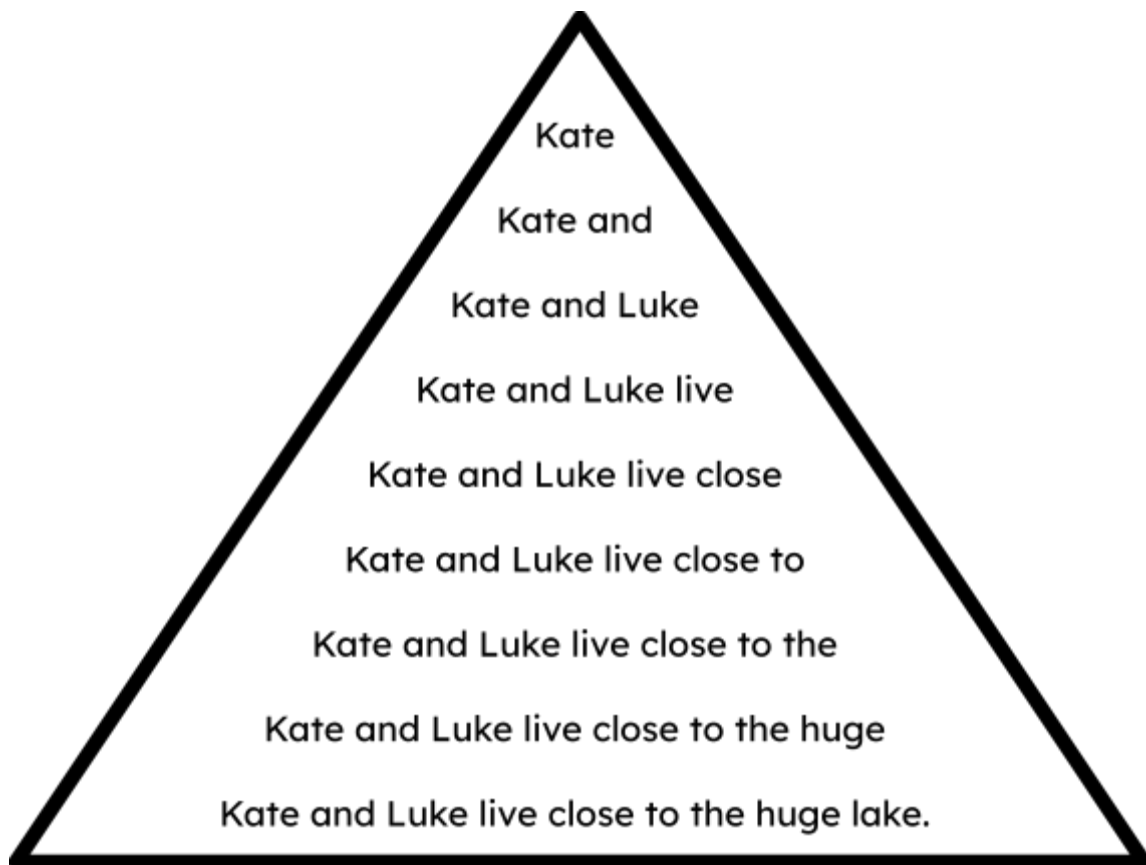 Kate
Kate and
Kate and Luke
Kate and Luke live
Kate and Luke live close
Kate and Luke live close to
Kate and Luke live close to the
Kate and Luke live close to the huge
Kate and Luke live close to the huge lake.